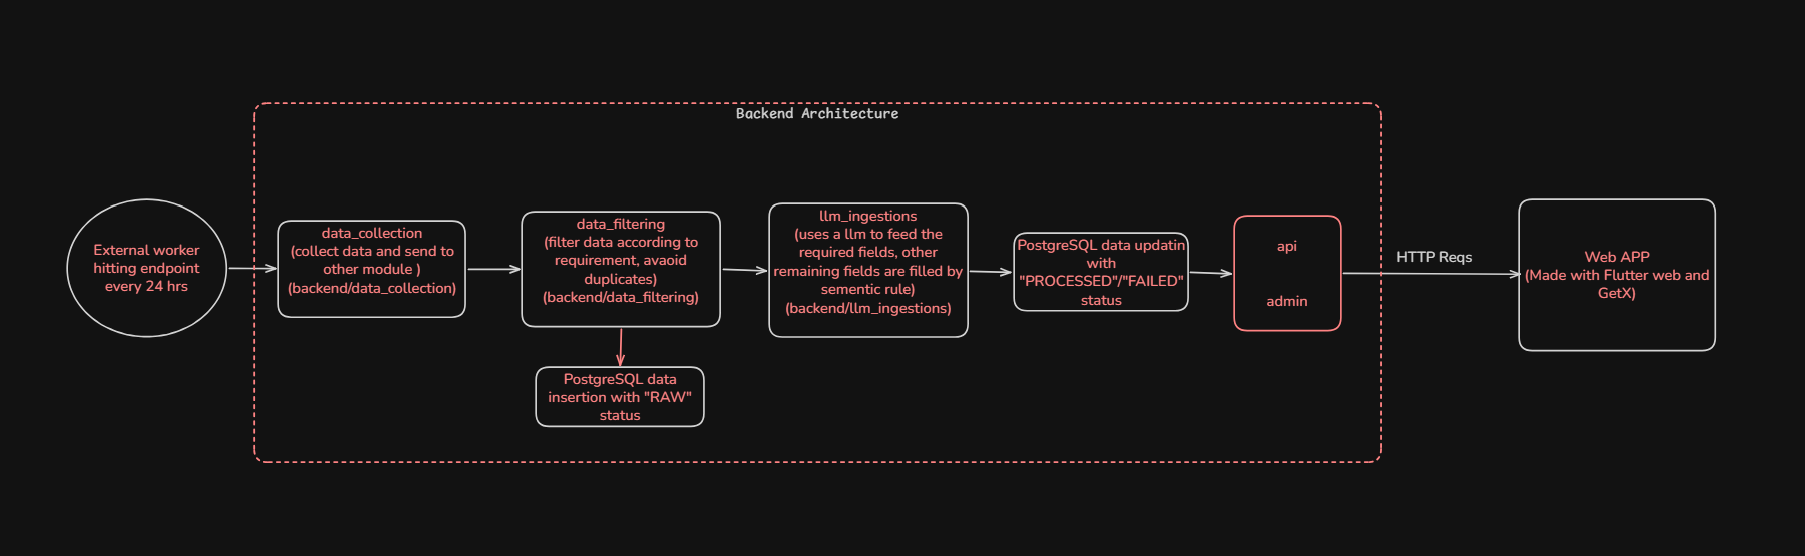 Backend Architecture
External worker
hitting endpoint
every 24 hrs
data_collection
(collect data and send to
other module )
(backend/data_collection)
data_filtering
(filter data according to
requirement, avaoid
duplicates)
(backend/data_filtering)
PostgreSQL data
insertion with "RAW"
status
llm_ingestions
(uses a llm to feed the
required fields, other
remaining fields are filled by
sementic rule)
(backend/llm_ingestions)
PostgreSQL data updatin
with
"PROCESSED"/"FAILED"
status
api
admin
HTTP Reqs
Web APP
(Made with Flutter web and
GetX)